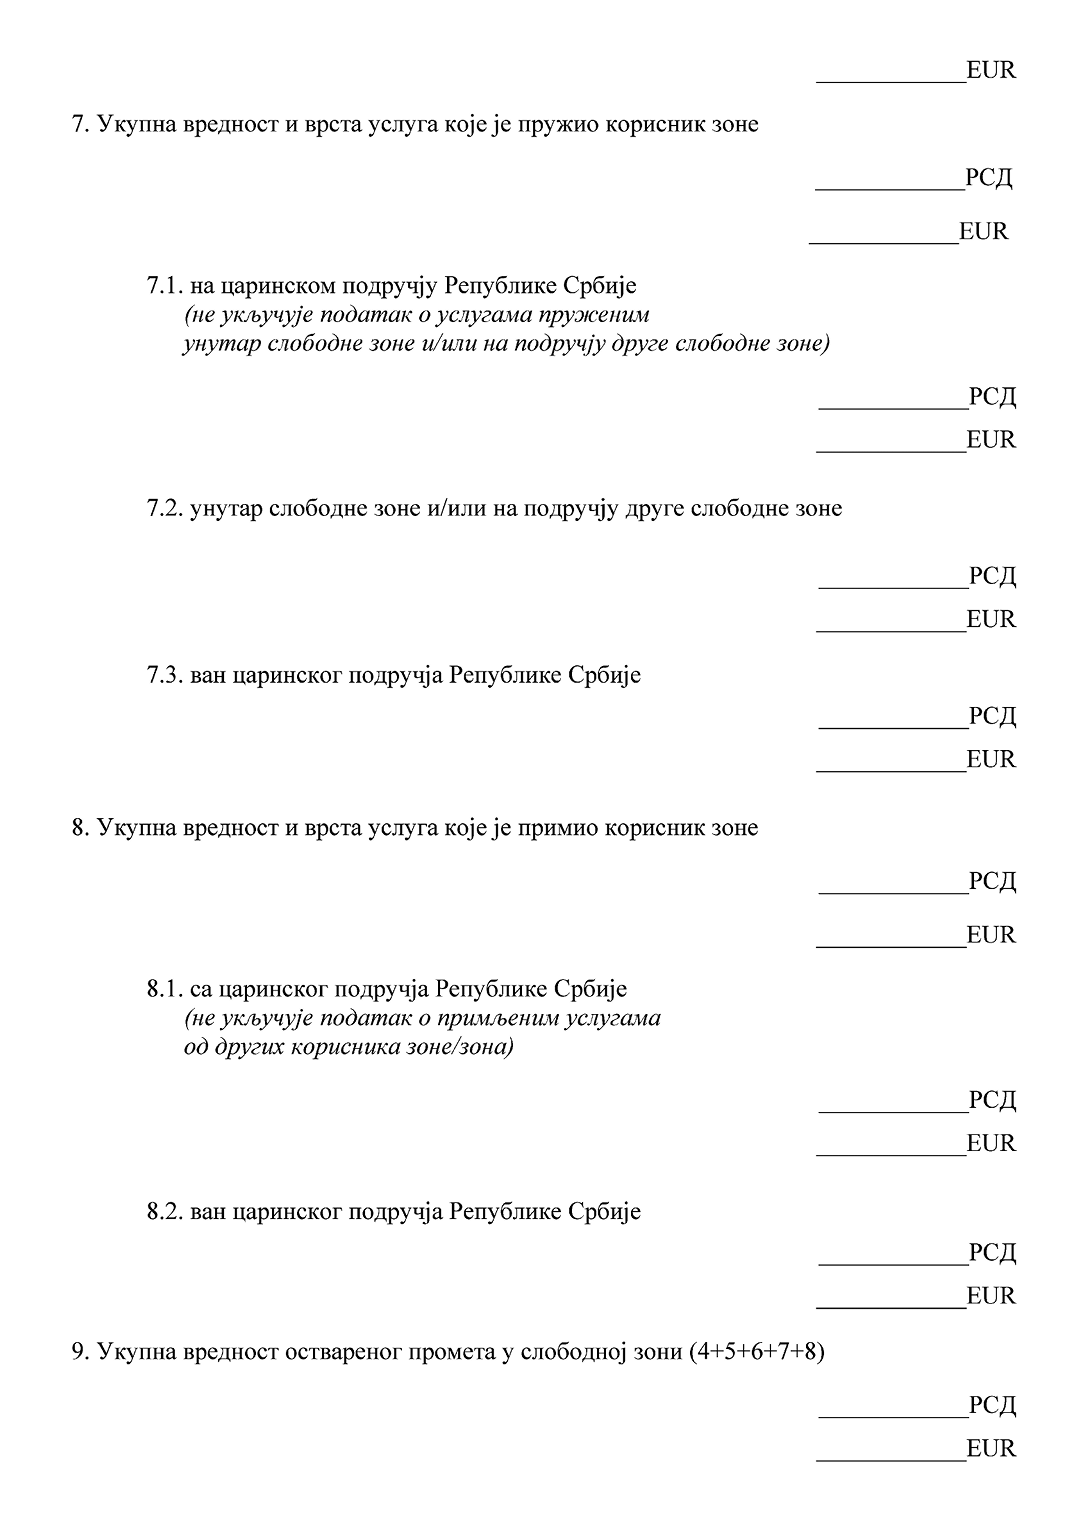 ____________EUR
7. Укупна вредност и врста услуга које је пружио корисник зоне
____________РСД
____________EUR
7.1. на царинском подручју Републике Србије
(не укључује податак о услугама пруженим
унутар слободне зоне и/или на подручју друге слободне зоне)
____________РСД
____________EUR
7.2. унутар слободне зоне и/или на подручју друге слободне зоне
____________РСД
____________EUR
7.3. ван царинског подручја Републике Србије
____________РСД
____________EUR
8. Укупна вредност и врста услуга које је примио корисник зоне
____________РСД
____________EUR
8.1. са царинског подручја Републике Србије
(не укључује податак о примљеним услугама
од других корисника зоне/зона)
____________РСД
____________EUR
8.2. ван царинског подручја Републике Србије
____________РСД
____________EUR
9. Укупна вредност оствареног промета у слободној зони (4+5+6+7+8)
____________РСД
____________EUR